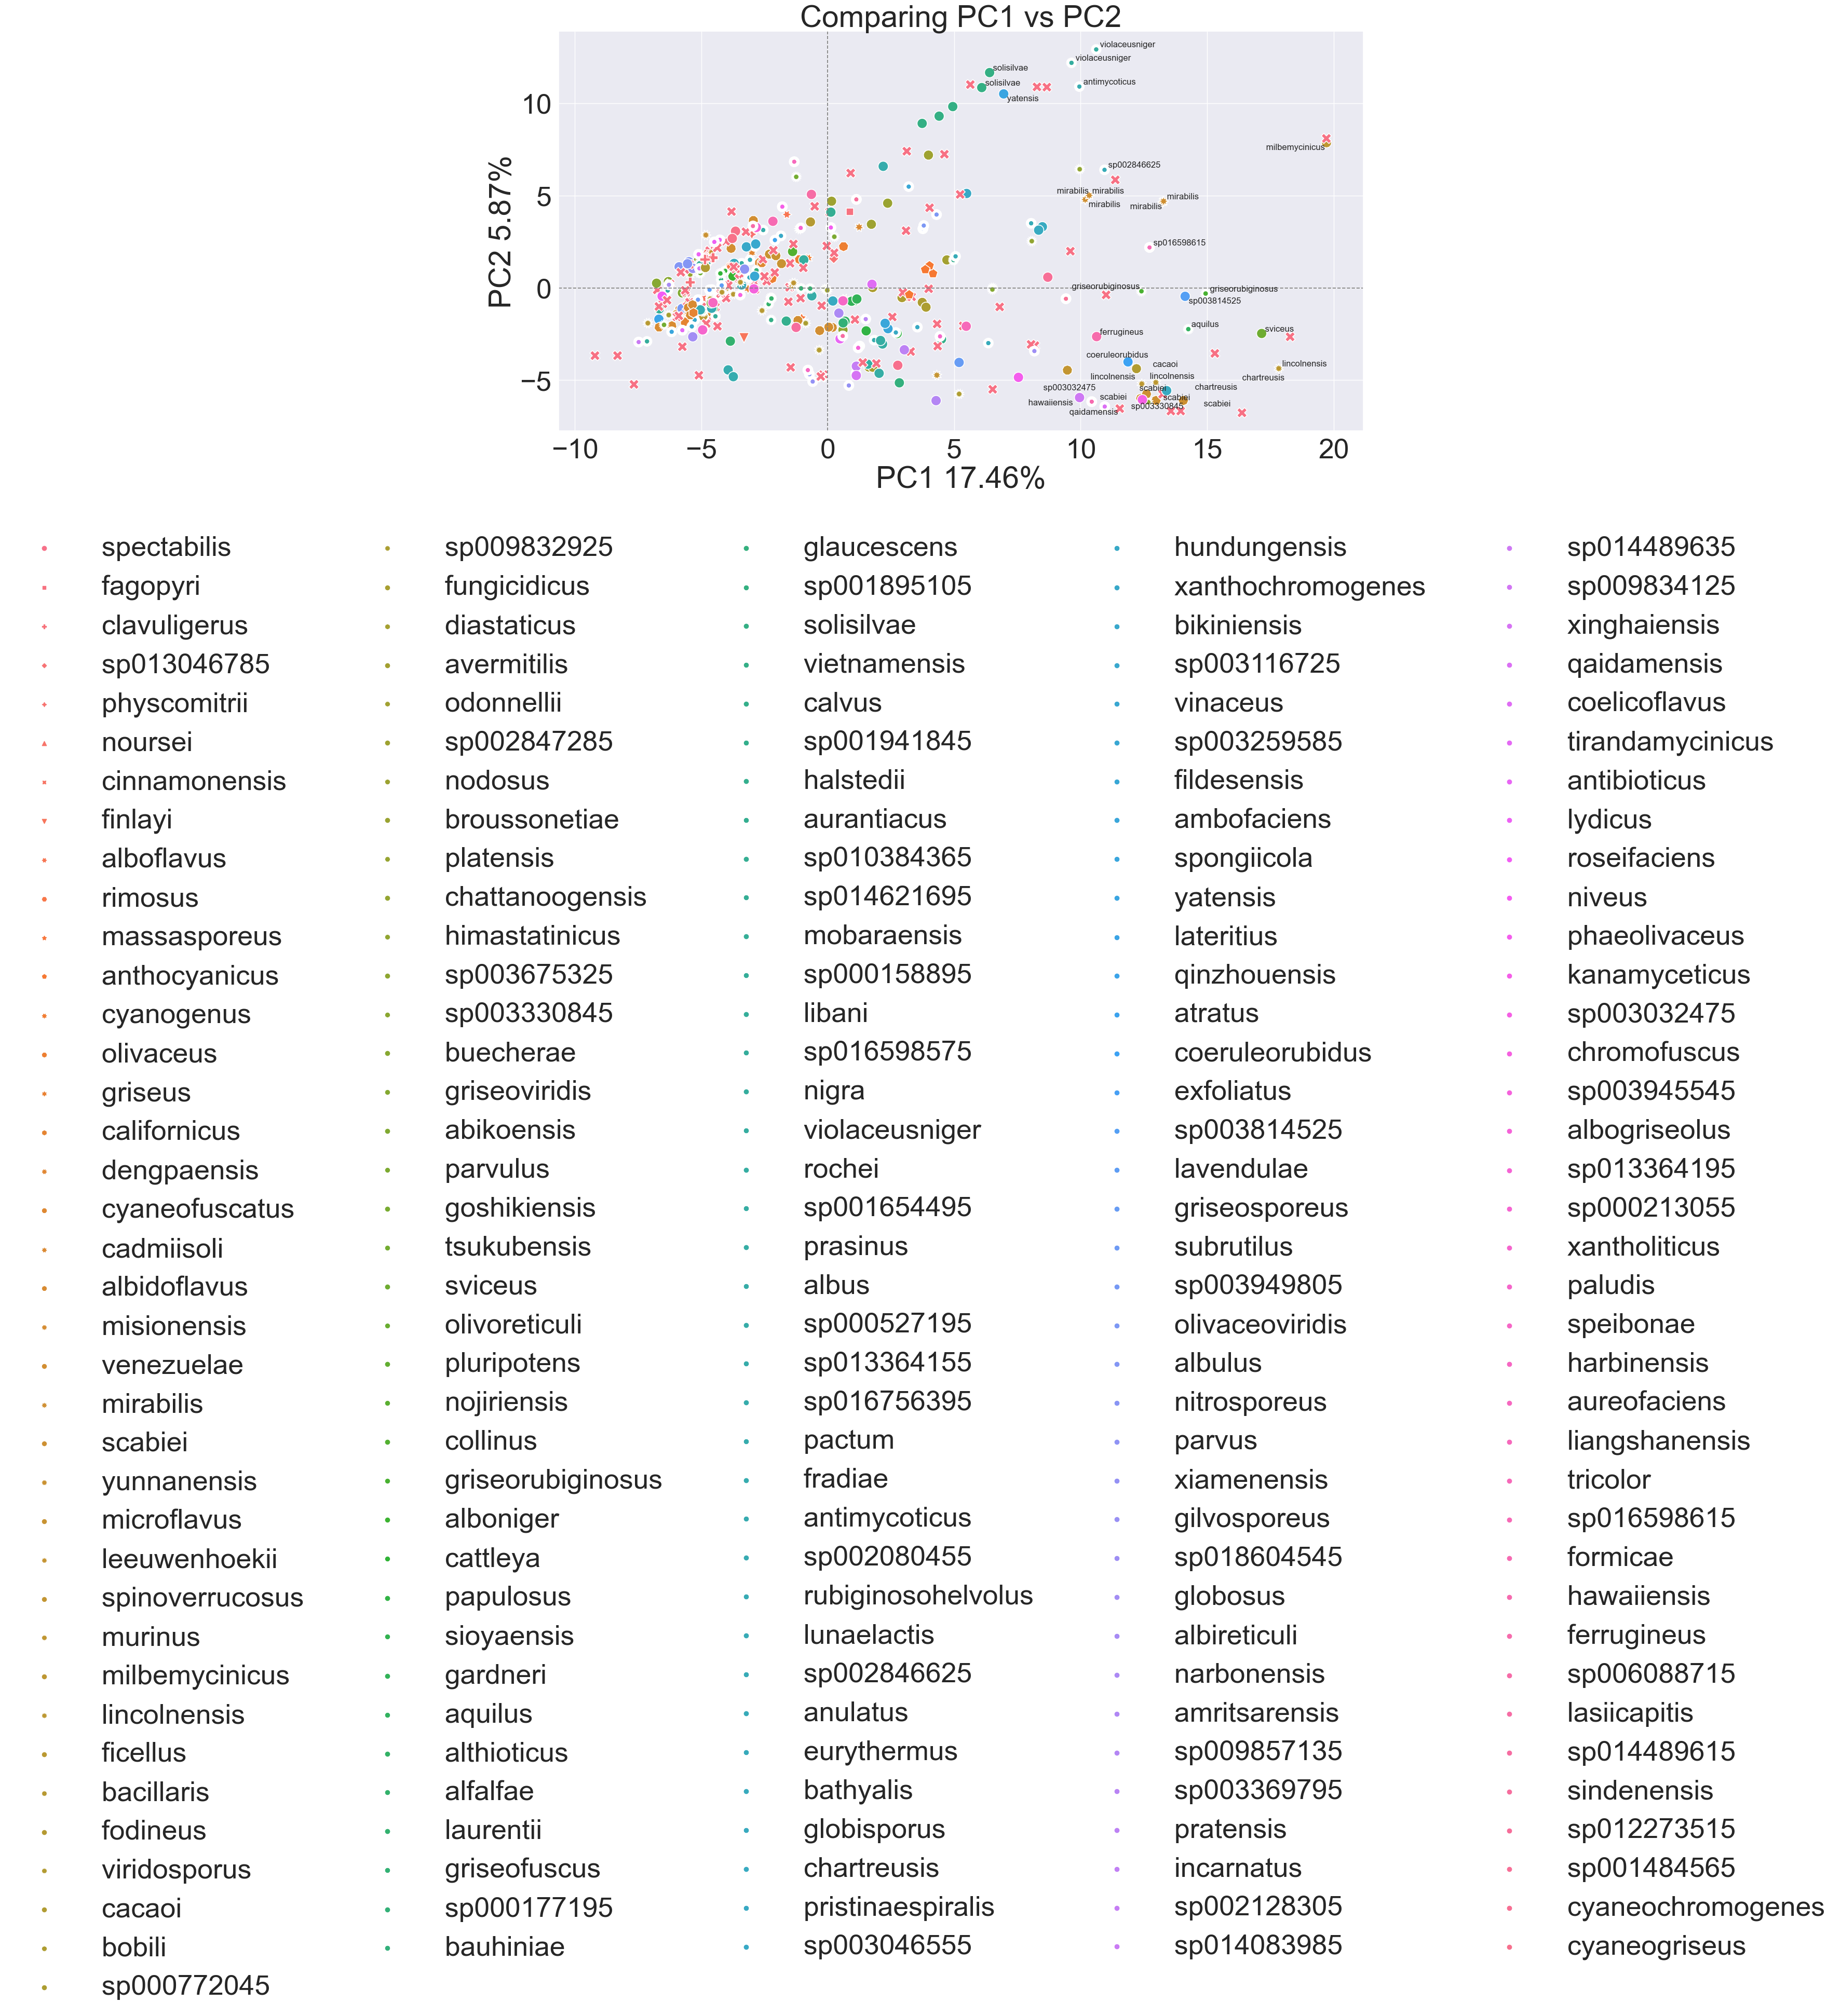 Comparing PC1 vs PC2
violaceusniger
violaceusniger
solisilvae
solisilvae
antimycoticus
yatensis
milbemycinicus
sp002846625
mirabilis mirabilis
mirabilis
mirabilis
mirabilis
sp016598615
griseorubiginosus
griseorubiginosus
sp003814525
aquilus
ferrugineus
sviceus
coeruleorubidus
cacaoi
lincolnensis
lincolnensis
lincolnensis
chartreusis
chartreusis
sp003032475
scabiei
scabiei
scabiei
scabiei
hawaiiensis
sp003330845
qaidamensis
10
5
0
−5
PC2 5.87%
−10
−5
0
5
10
15
20
PC1 17.46%
spectabilis
fagopyri
clavuligerus
sp013046785
physcomitrii
noursei
cinnamonensis
finlayi
alboflavus
rimosus
massasporeus
anthocyanicus
cyanogenus
olivaceus
griseus
californicus
dengpaensis
cyaneofuscatus
cadmiisoli
albidoflavus
misionensis
venezuelae
mirabilis
scabiei
yunnanensis
microflavus
leeuwenhoekii
spinoverrucosus
murinus
milbemycinicus
lincolnensis
ficellus
bacillaris
fodineus
viridosporus
cacaoi
bobili
sp000772045
sp009832925
fungicidicus
diastaticus
avermitilis
odonnellii
sp002847285
nodosus
broussonetiae
platensis
chattanoogensis
himastatinicus
sp003675325
sp003330845
buecherae
griseoviridis
abikoensis
parvulus
goshikiensis
tsukubensis
sviceus
olivoreticuli
pluripotens
nojiriensis
collinus
griseorubiginosus
alboniger
cattleya
papulosus
sioyaensis
gardneri
aquilus
althioticus
alfalfae
laurentii
griseofuscus
sp000177195
bauhiniae
glaucescens
sp001895105
solisilvae
vietnamensis
calvus
sp001941845
halstedii
aurantiacus
sp010384365
sp014621695
mobaraensis
sp000158895
libani
sp016598575
nigra
violaceusniger
rochei
sp001654495
prasinus
albus
sp000527195
sp013364155
sp016756395
pactum
fradiae
antimycoticus
sp002080455
rubiginosohelvolus
lunaelactis
sp002846625
anulatus
eurythermus
bathyalis
globisporus
chartreusis
pristinaespiralis
sp003046555
hundungensis
xanthochromogenes
bikiniensis
sp003116725
vinaceus
sp003259585
fildesensis
ambofaciens
spongiicola
yatensis
lateritius
qinzhouensis
atratus
coeruleorubidus
exfoliatus
sp003814525
lavendulae
griseosporeus
subrutilus
sp003949805
olivaceoviridis
albulus
nitrosporeus
parvus
xiamenensis
gilvosporeus
sp018604545
globosus
albireticuli
narbonensis
amritsarensis
sp009857135
sp003369795
pratensis
incarnatus
sp002128305
sp014083985
sp014489635
sp009834125
xinghaiensis
qaidamensis
coelicoflavus
tirandamycinicus
antibioticus
lydicus
roseifaciens
niveus
phaeolivaceus
kanamyceticus
sp003032475
chromofuscus
sp003945545
albogriseolus
sp013364195
sp000213055
xantholiticus
paludis
speibonae
harbinensis
aureofaciens
liangshanensis
tricolor
sp016598615
formicae
hawaiiensis
ferrugineus
sp006088715
lasiicapitis
sp014489615
sindenensis
sp012273515
sp001484565
cyaneochromogenes
cyaneogriseus